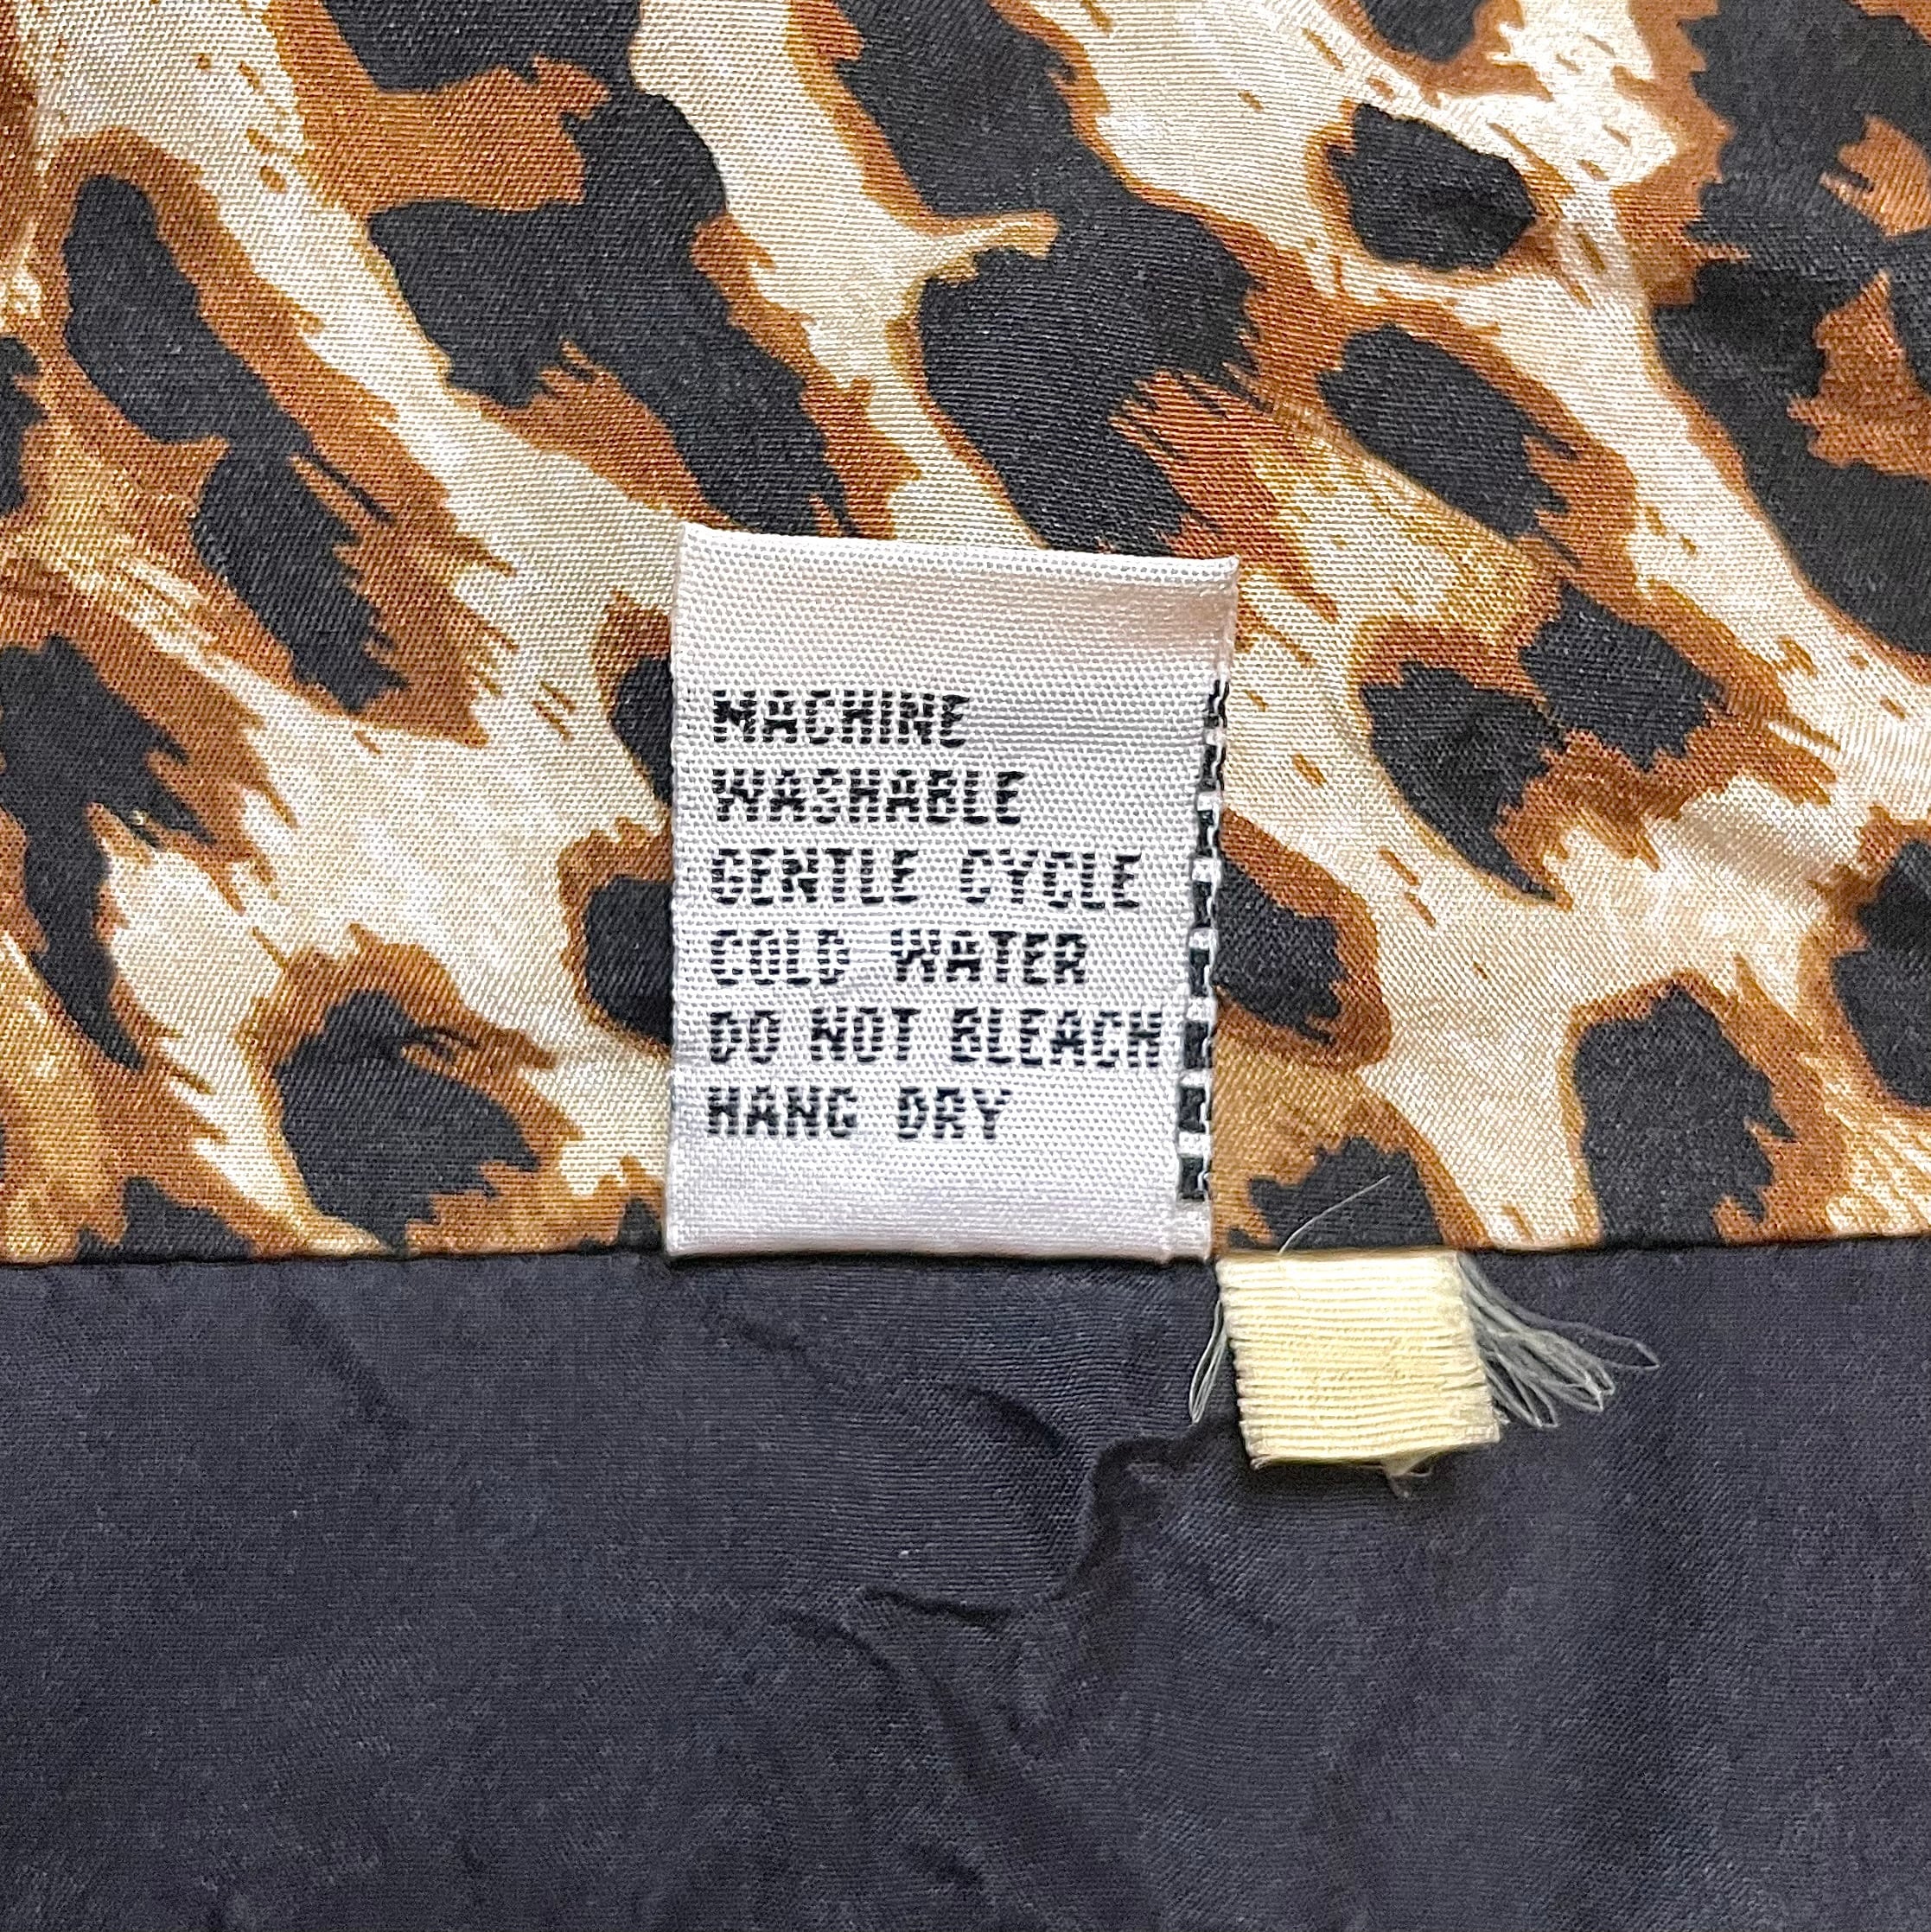 MACHINE
WASHABLE
GENTLE CYCLE
COLD WATER
DO NOT BLEACH
HANG DRY